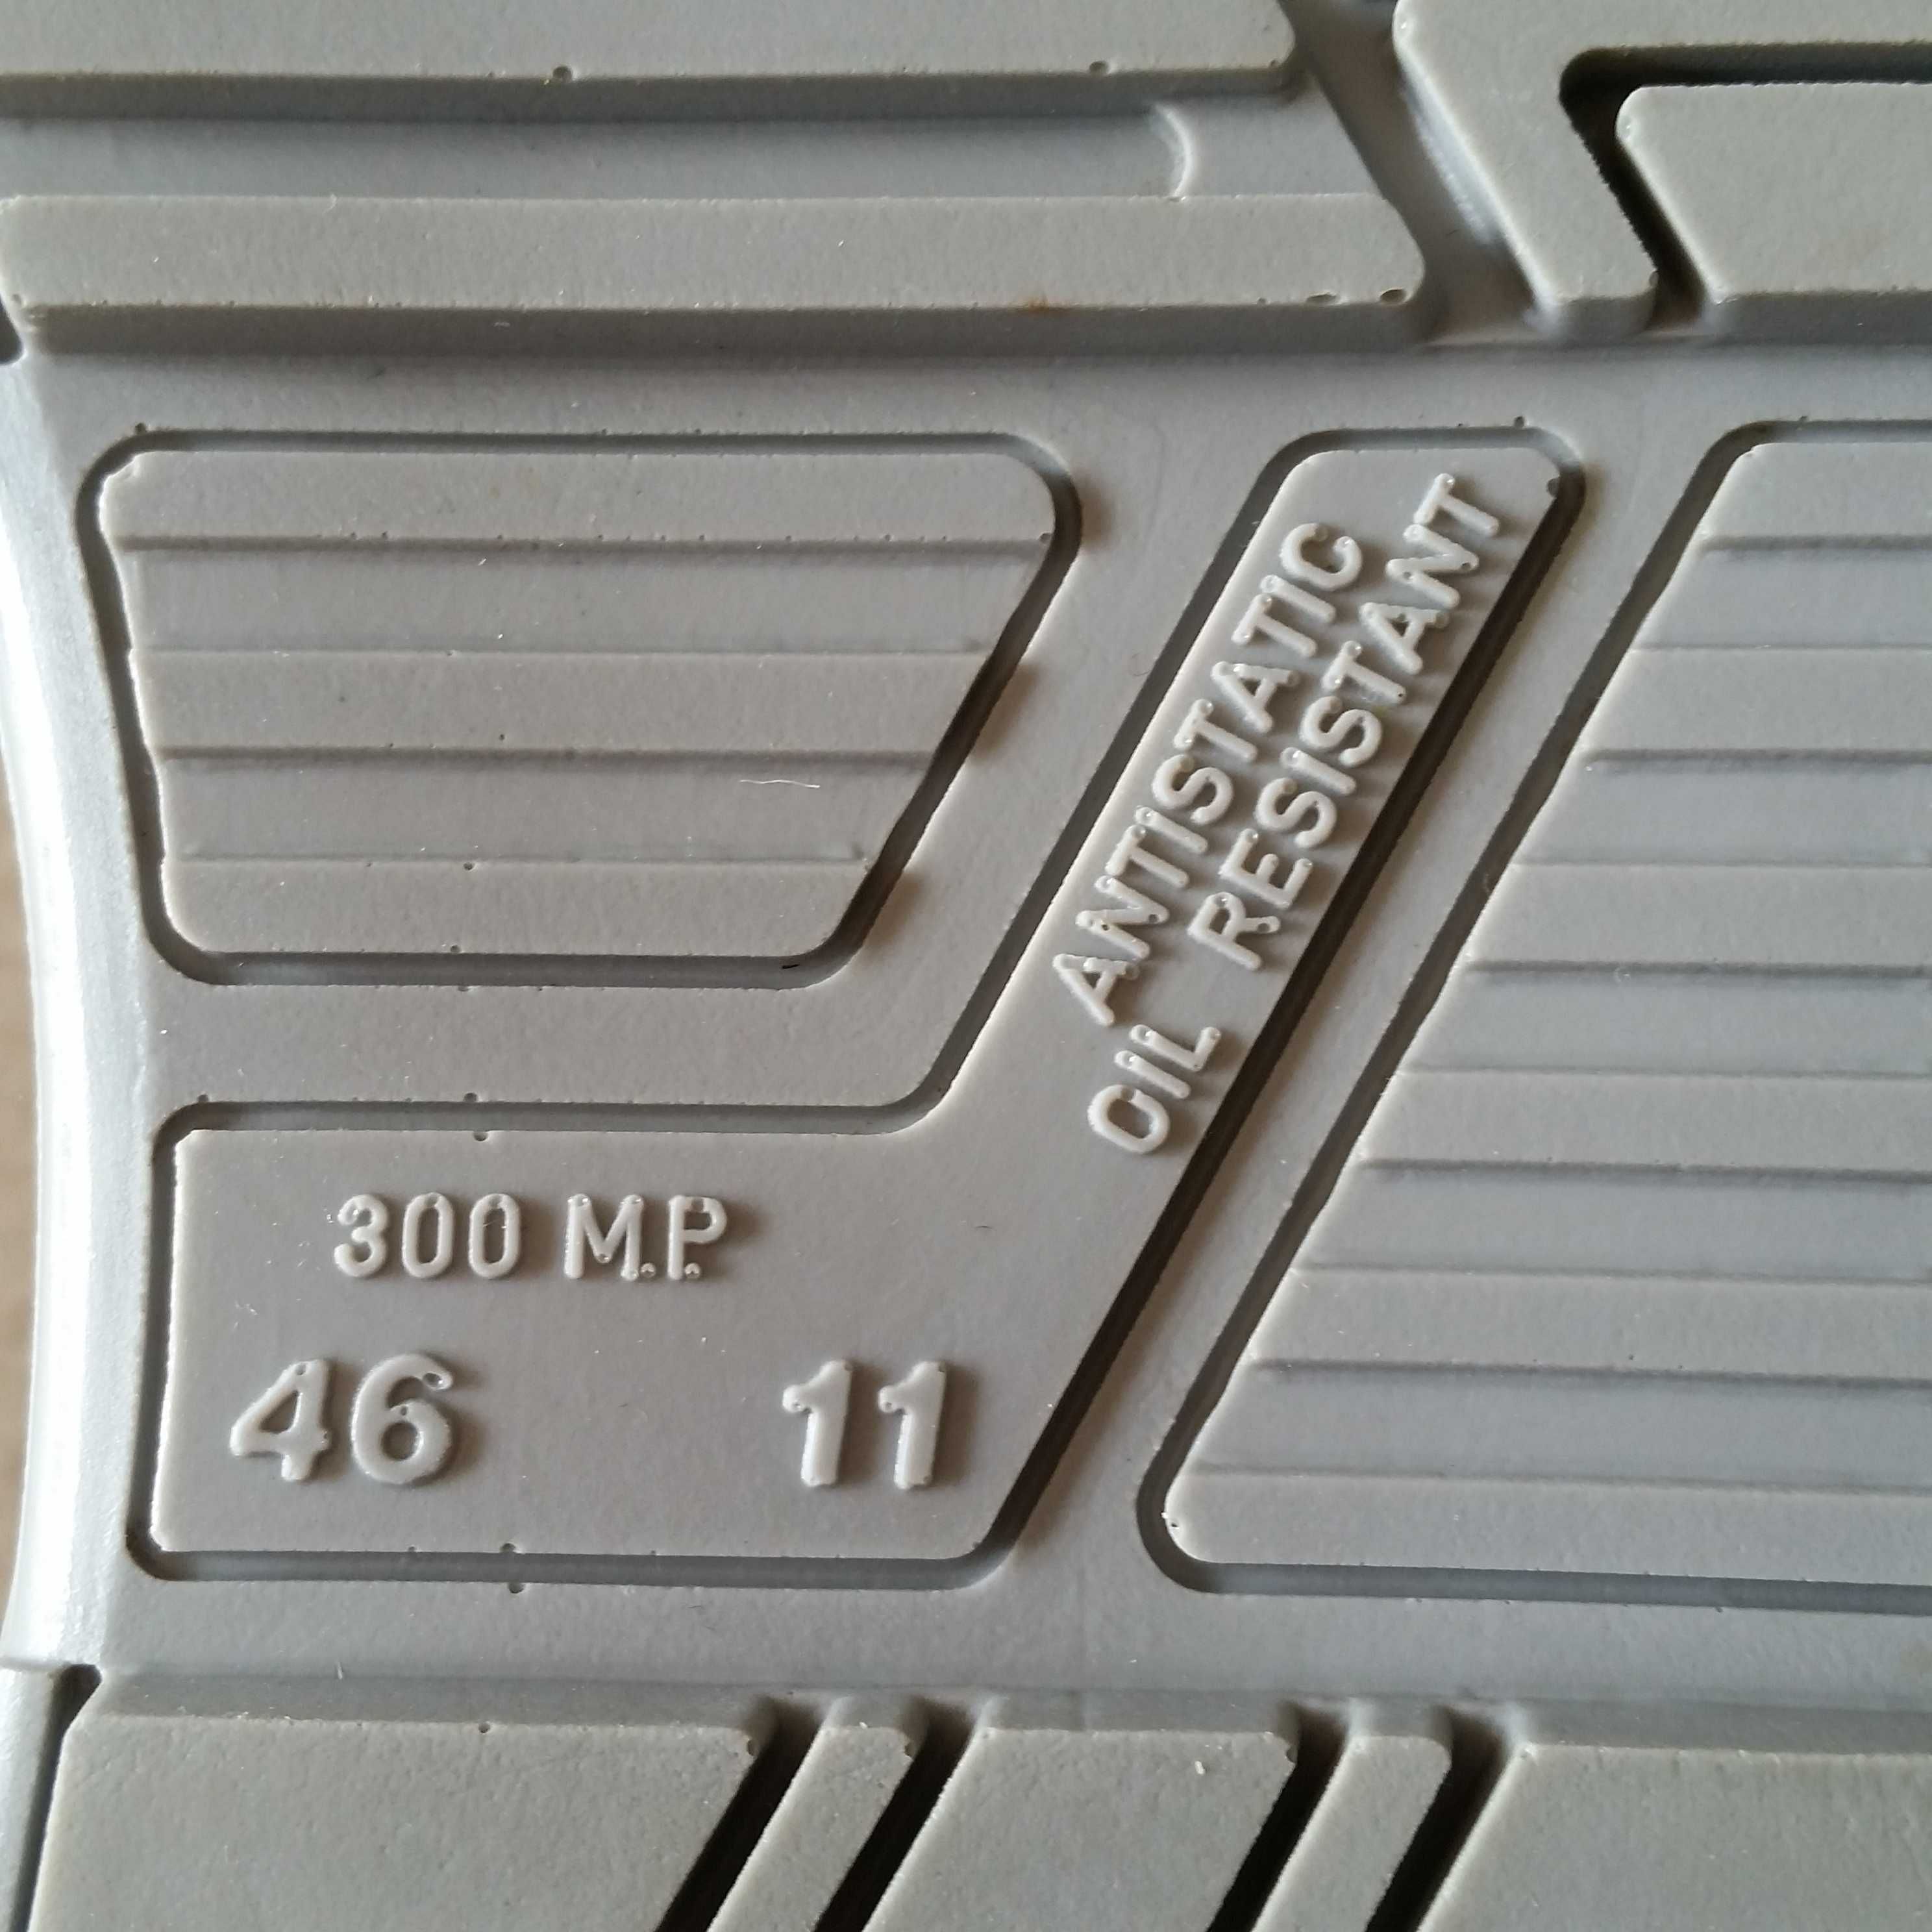 ANTISTATIC
OIL RESISTANT
300 M.P.
46 11